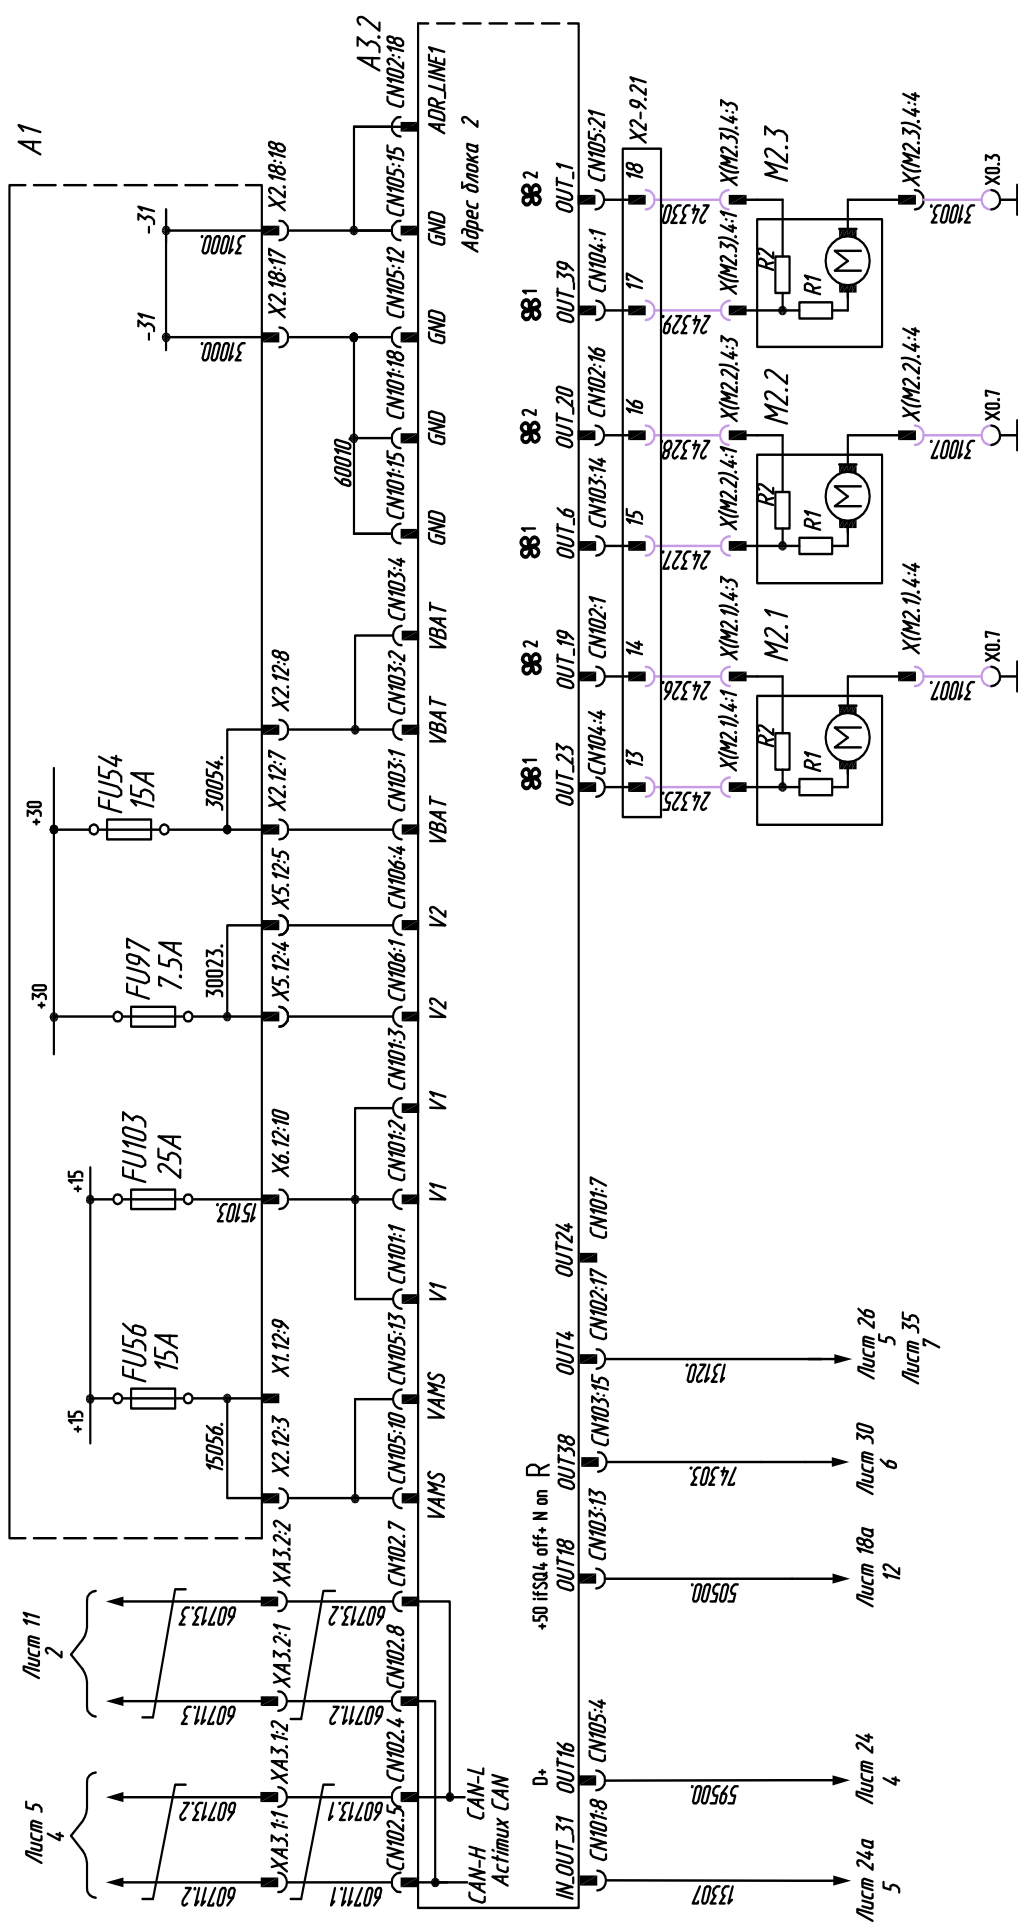 A1
-31
-31
31000.
31000.
X2.18:18
X2.18:17
+30
+30
FU54
15A
30054.
FU97
7.5A
30023.
X2.12:8
X2.12:7
X5.12:5
X5.12:4
+15
+15
FU103
25A
15103.
X6.12:10
FU56
15A
15056.
X1.12:9
X2.12:3
Лист 11
2
Лист 5
4
60713.3
60711.3
60713.2
60711.2
XA3.2:2
XA3.2:1
XA3.1:2
XA3.1:1
60713.2
60711.2
60713.1
60711.1
60010
A3.2
CN102:18
CN105:15
CN105:12
CN101:18
CN101:15
CN103:4
CN103:2
CN103:1
CN106:4
CN106:1
CN101:3
CN101:2
CN101:1
CN105:13
CN105:10
CN102.7
CN102.8
CN102.4
CN102.5
ADR_LINE1
GND
GND
GND
GND
VBAT
VBAT
VBAT
V2
V2
V1
V1
V1
VAMS
VAMS
Адрес блока 2
CAN-H
CAN-L
Actimux CAN
2
1
2
1
2
1
OUT_1
OUT_39
OUT_20
OUT_6
OUT_19
OUT_23
OUT24
OUT4
+50 ifSQ4 off+ N on R
OUT38
OUT18
D+
OUT16
IN_OUT_31
CN105:21
CN104:1
CN102:16
CN103:14
CN102:1
CN104:4
CN101:7
CN102:17
CN103:15
CN103:13
CN105:4
CN101:8
X2-9.21
18
17
16
15
14
13
24330.
24329.
24328.
24327.
24326.
24325.
X(M2.3).4:3
X(M2.3).4:1
X(M2.2).4:3
X(M2.2).4:1
X(M2.1).4:3
X(M2.1).4:1
M2.3
R2
R1
M
M2.2
R2
R1
M
M2.1
R2
R1
M
X(M2.3).4:4
31003.
X0.3
X(M2.2).4:4
31007.
X0.7
X(M2.1).4:4
31007.
X0.7
13120.
74303.
50500.
59500.
13307
Лист 26
5
Лист 35
7
Лист 30
6
Лист 18а
12
Лист 24
4
Лист 24а
5